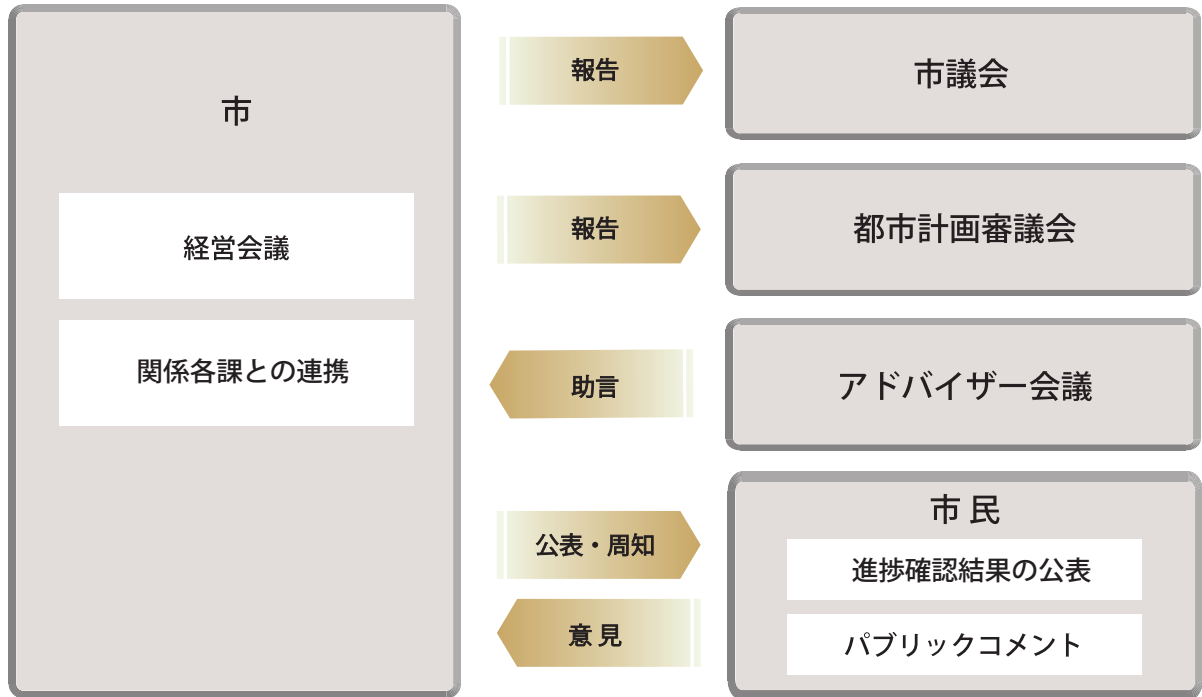 市
経営会議
関係各課との連携
報告
市議会
報告
都市計画審議会
助言
アドバイザー会議
公表・周知
意見
市民
進捗確認結果の公表
パブリックコメント